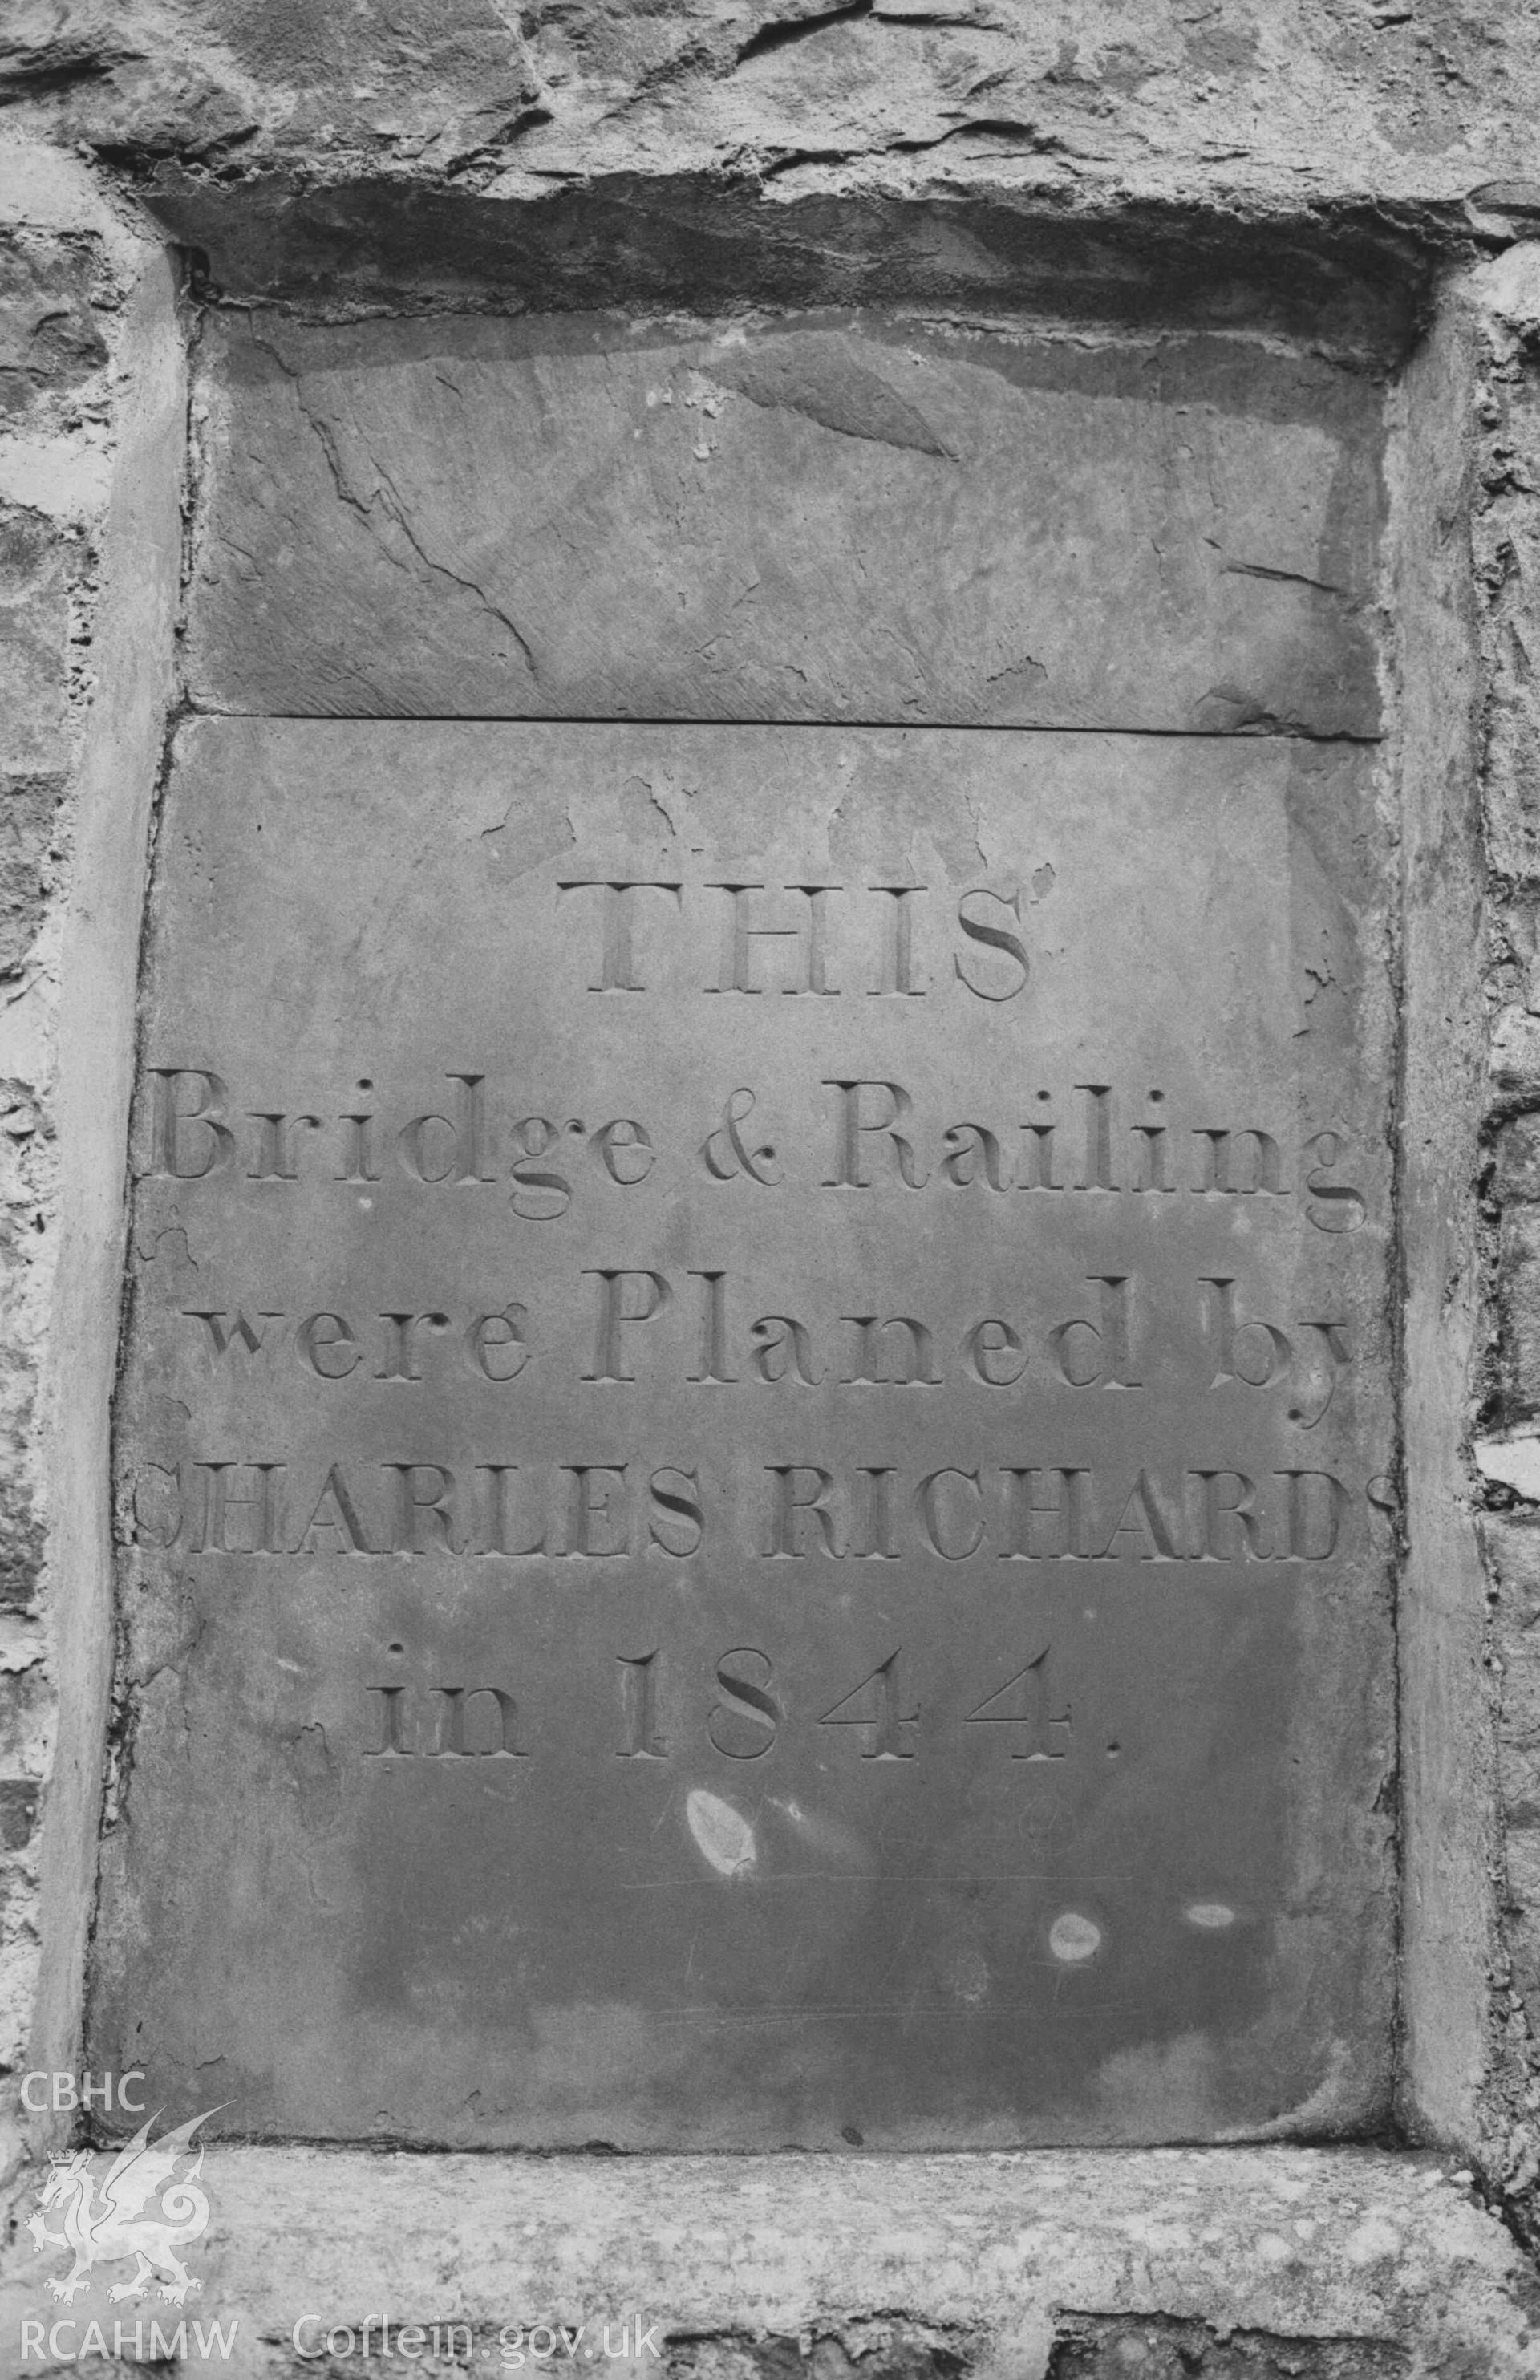 THIS
Bridge & Railing
were Planed by
CHARLES RICHARDS
in 1844.
CBHC
RCAHMW
Coflein.gov.uk